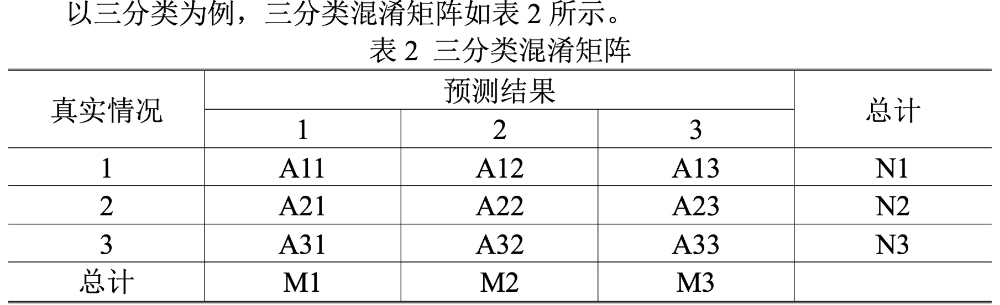 以三分类为例，三分类混淆矩阵如表 2 所示。
表 2 三分类混淆矩阵
真实情况 预测结果 总计
1 2 3
1 A11 A12 A13 N1
2 A21 A22 A23 N2
3 A31 A32 A33 N3
总计 M1 M2 M3